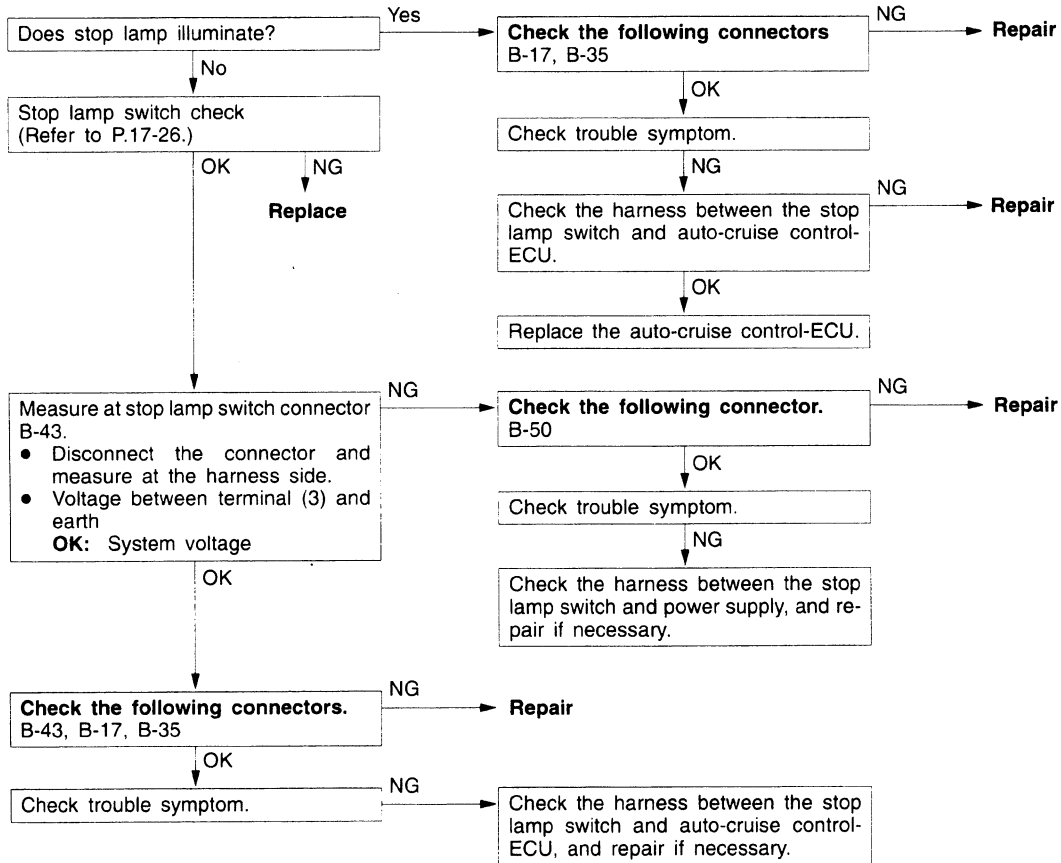 Does stop lamp illuminate?
Yes
Check the following connectors
B-17, B-35
NG
Repair
No
OK
Stop lamp switch check
(Refer to P.17-26.)
Check trouble symptom.
OK
NG
NG
Replace
Check the harness between the stop
lamp switch and auto-cruise control-
ECU.
NG
Repair
OK
Replace the auto-cruise control-ECU.
Measure at stop lamp switch connector
B-43.
● Disconnect the connector and
measure at the harness side.
● Voltage between terminal (3) and
earth
OK: System voltage
NG
Check the following connector.
B-50
NG
Repair
OK
Check trouble symptom.
NG
OK
Check the harness between the stop
lamp switch and power supply, and re-
pair if necessary.
Check the following connectors.
B-43, B-17, B-35
NG
Repair
OK
Check trouble symptom.
NG
Check the harness between the stop
lamp switch and auto-cruise control-
ECU, and repair if necessary.